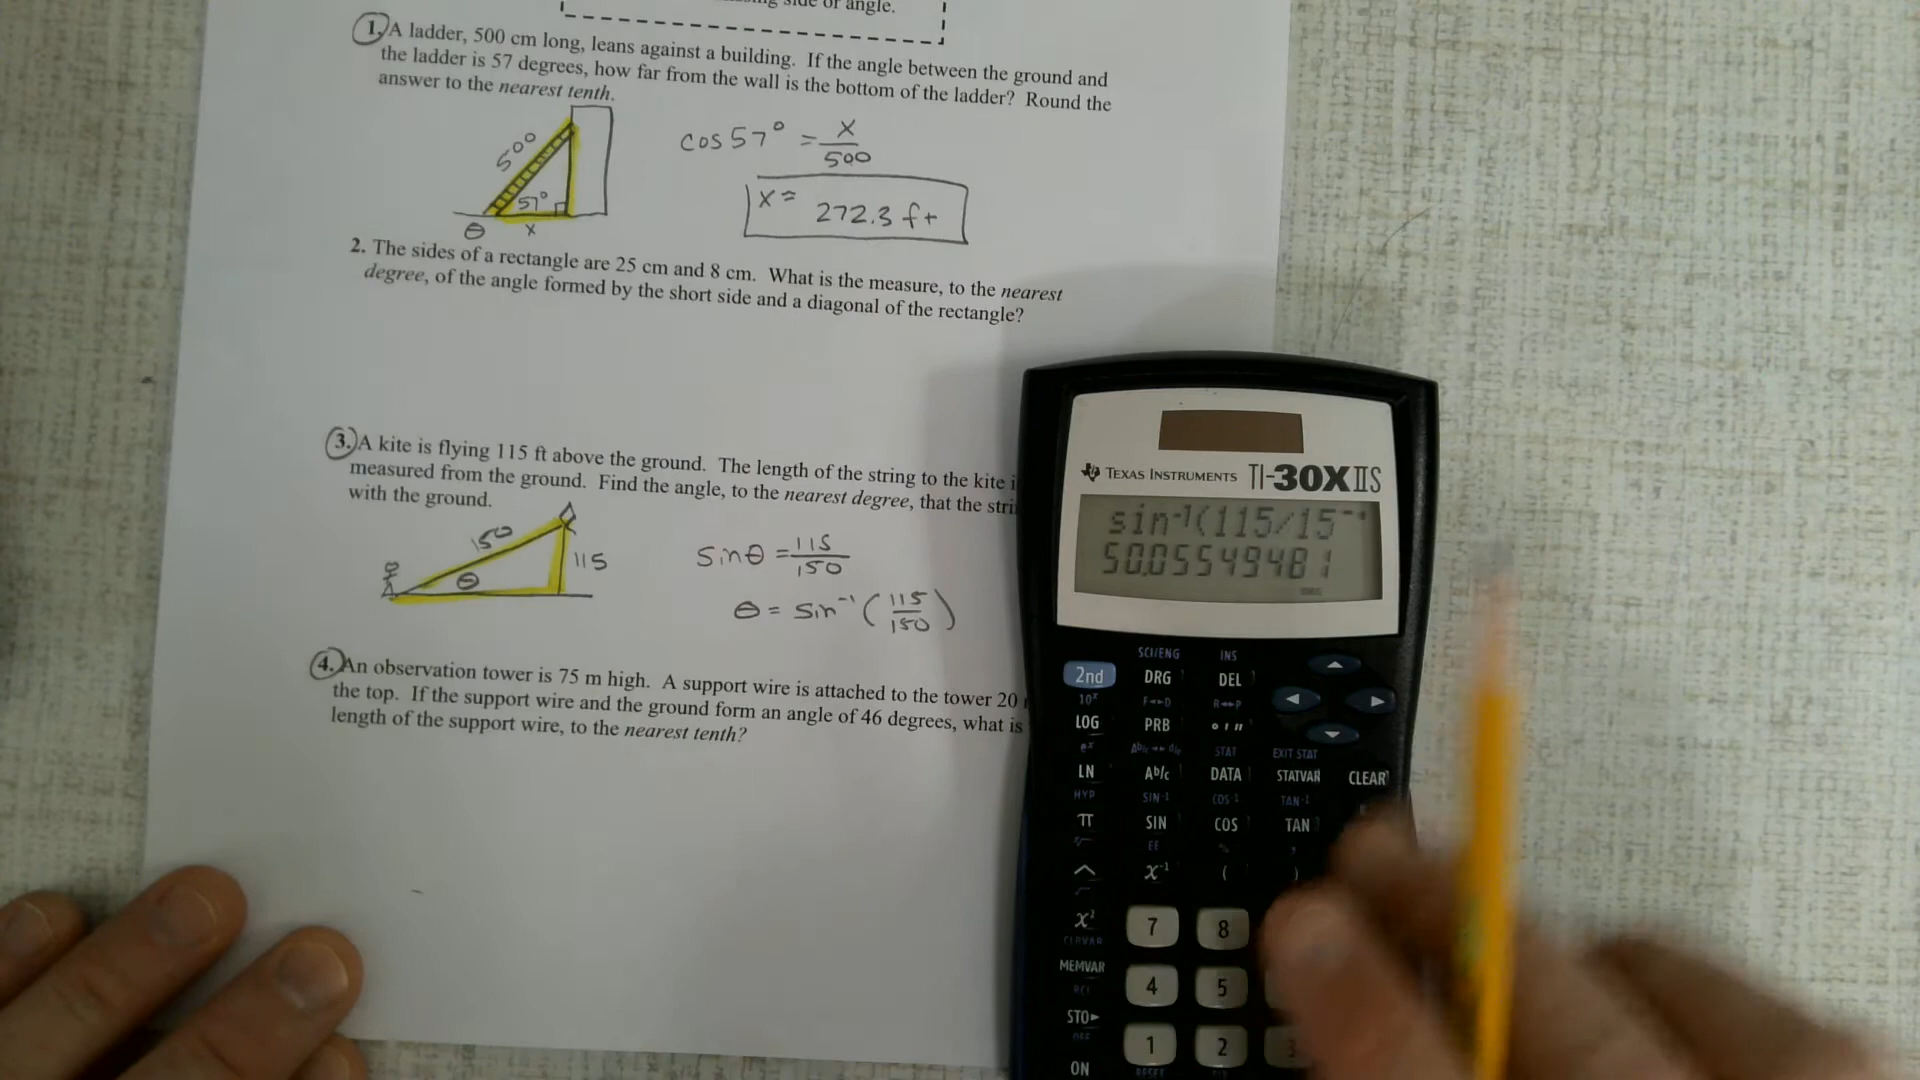 side or angle.
1. A ladder, 500 cm long, leans against a building. If the angle between the ground and
the ladder is 57 degrees, how far from the wall is the bottom of the ladder? Round the
answer to the nearest tenth.
500
57°
θ
x
cos 57° = x/500
x ≈ 272.3 ft
2. The sides of a rectangle are 25 cm and 8 cm. What is the measure, to the nearest
degree, of the angle formed by the short side and a diagonal of the rectangle?
3. A kite is flying 115 ft above the ground. The length of the string to the kite
measured from the ground. Find the angle, to the nearest degree, that the
with the ground.
150
115
θ
sin θ = 115/150
θ = sin⁻¹ (115/150)
4. An observation tower is 75 m high. A support wire is attached to the tower 20
the top. If the support wire and the ground form an angle of 46 degrees, what is
length of the support wire, to the nearest tenth?
TEXAS INSTRUMENTS TI-30X IIS
sin⁻¹(115/15
50.05549481
DEG
SCI/ENG INS
2nd DRG DEL
10ˣ F◄►D R◄►P
LOG PRB ° ' "
eˣ Ab/c◄►d/e STAT EXIT STAT
LN Ab/c DATA STATVAR CLEAR
HYP SIN-1 COS-1 TAN-1
π SIN COS TAN
EE % ,
^ x⁻¹ ( )
x² 7 8
CLRVAR
MEMVAR
RCL 4 5
STO►
OFF 1 2 3
ON RESET